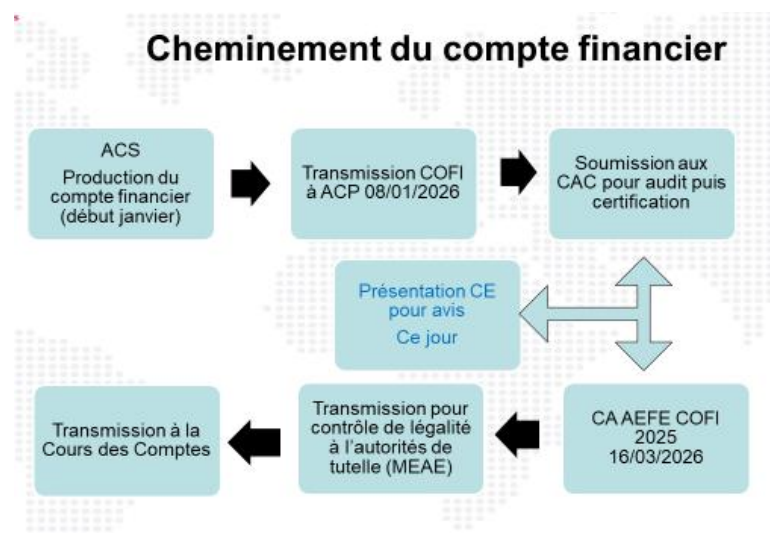 Cheminement du compte financier
ACS
Production du
compte financier
(début janvier)
Transmission COFI
à ACP 08/01/2026
Soumission aux
CAC pour audit puis
certification
Présentation CE
pour avis
Ce jour
Transmission à la
Cours des Comptes
Transmission pour
contrôle de légalité
à l'autorités de
tutelle (MEAE)
CA AEFE COFI
2025
16/03/2026